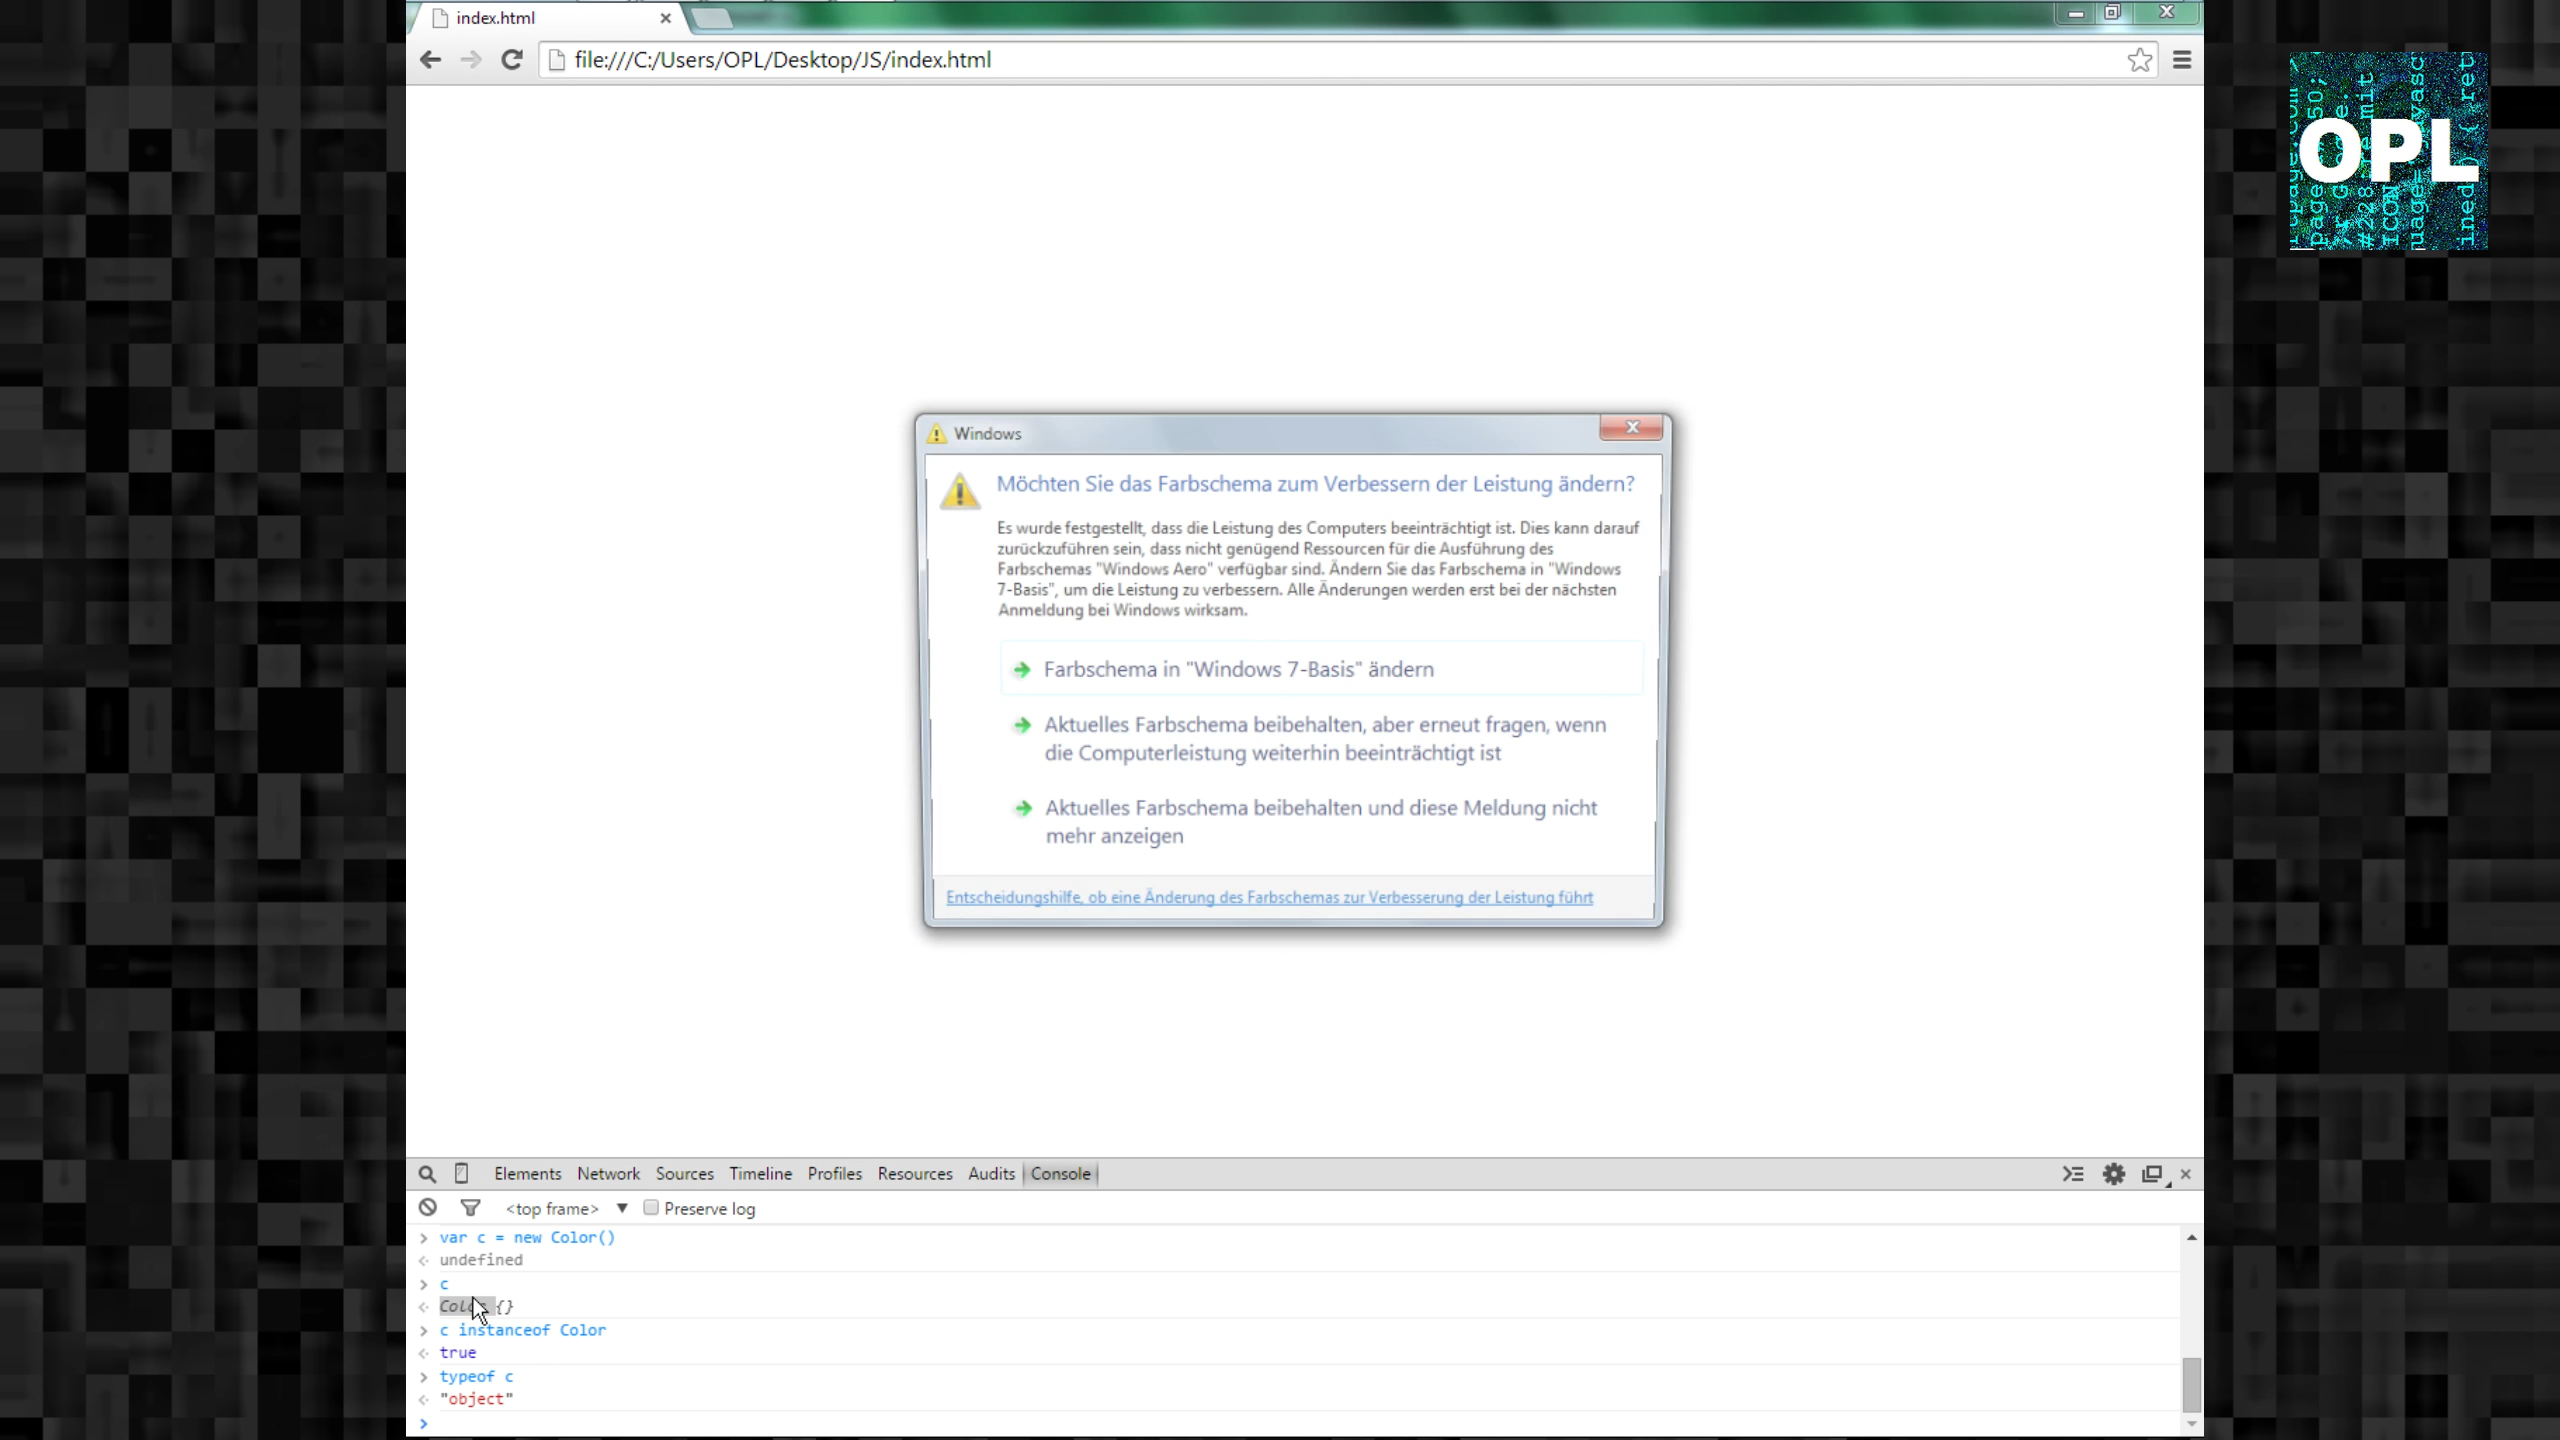 index.html
file:///C:/Users/OPL/Desktop/JS/index.html
OPL
Windows
Möchten Sie das Farbschema zum Verbessern der Leistung ändern?
Es wurde festgestellt, dass die Leistung des Computers beeinträchtigt ist. Dies kann darauf
zurückzuführen sein, dass nicht genügend Ressourcen für die Ausführung des
Farbschemas "Windows Aero" verfügbar sind. Ändern Sie das Farbschema in "Windows
7-Basis", um die Leistung zu verbessern. Alle Änderungen werden erst bei der nächsten
Anmeldung bei Windows wirksam.
Farbschema in "Windows 7-Basis" ändern
Aktuelles Farbschema beibehalten, aber erneut fragen, wenn
die Computerleistung weiterhin beeinträchtigt ist
Aktuelles Farbschema beibehalten und diese Meldung nicht
mehr anzeigen
Entscheidungshilfe, ob eine Änderung des Farbschemas zur Verbesserung der Leistung führt
Elements Network Sources Timeline Profiles Resources Audits Console
<top frame> Preserve log
var c = new Color()
undefined
c
Color {}
c instanceof Color
true
typeof c
"object"